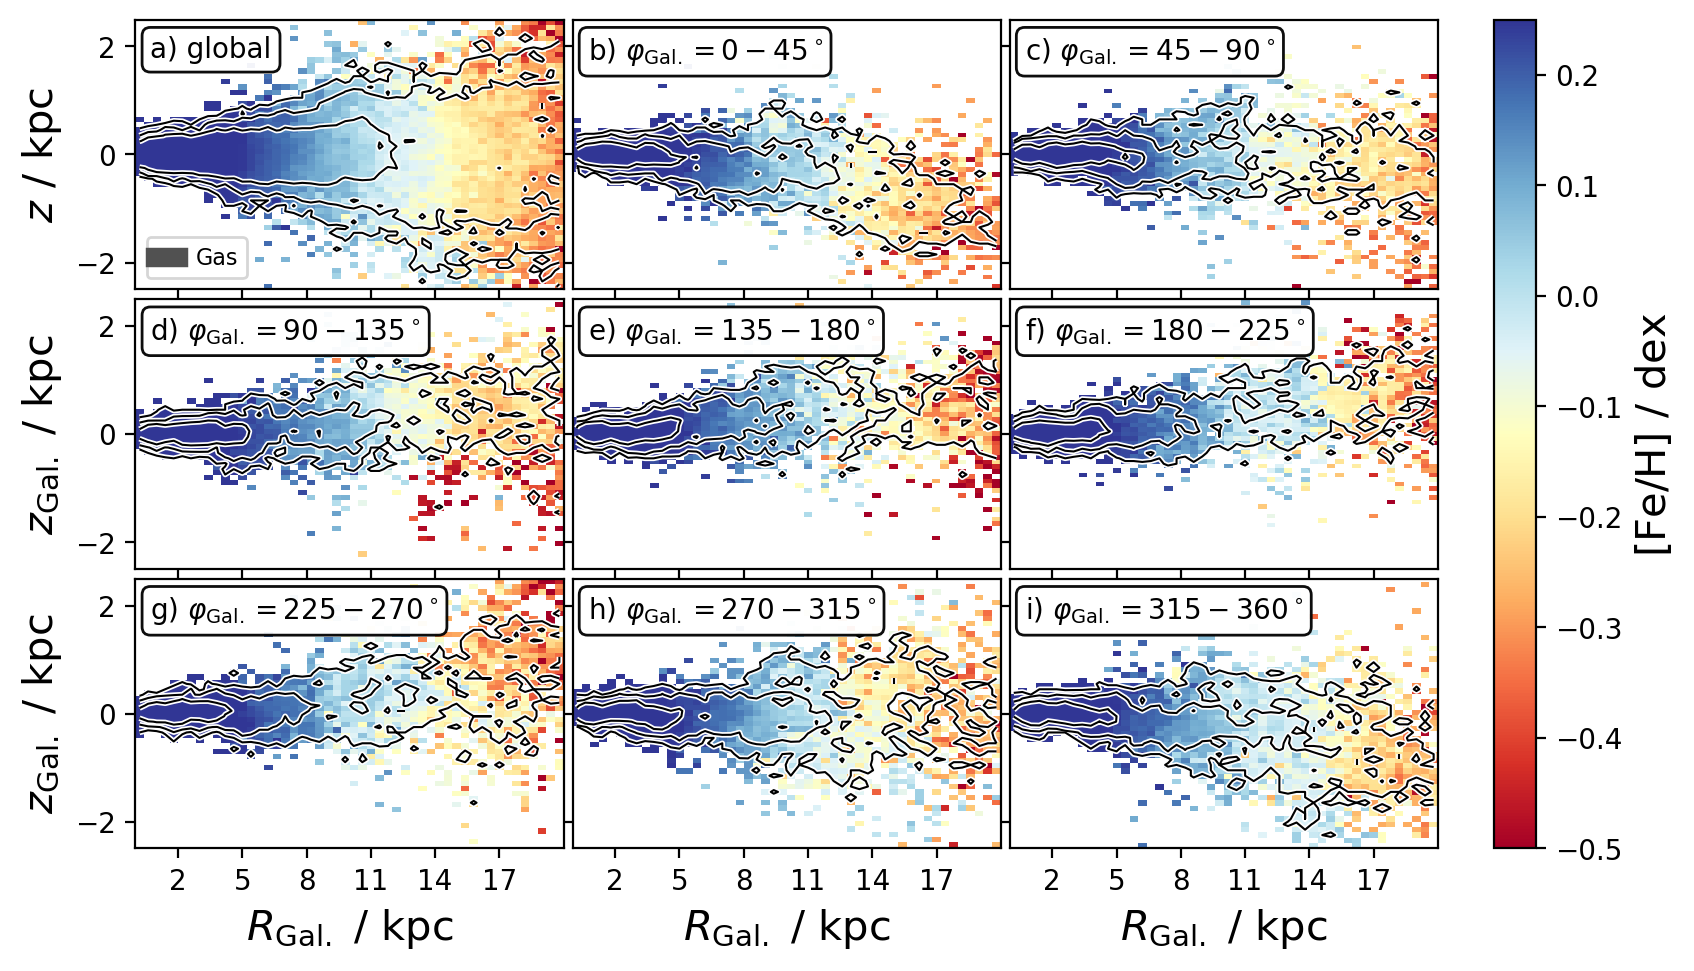 a) global
b) φGal. = 0 − 45°
c) φGal. = 45 − 90°
2
0
−2
z / kpc
Gas
d) φGal. = 90 − 135°
e) φGal. = 135 − 180°
f) φGal. = 180 − 225°
2
0
−2
zGal. / kpc
g) φGal. = 225 − 270°
h) φGal. = 270 − 315°
i) φGal. = 315 − 360°
2
0
−2
zGal. / kpc
2 5 8 11 14 17
2 5 8 11 14 17
2 5 8 11 14 17
RGal. / kpc
RGal. / kpc
RGal. / kpc
0.2
0.1
0.0
−0.1
−0.2
−0.3
−0.4
−0.5
[Fe/H] / dex